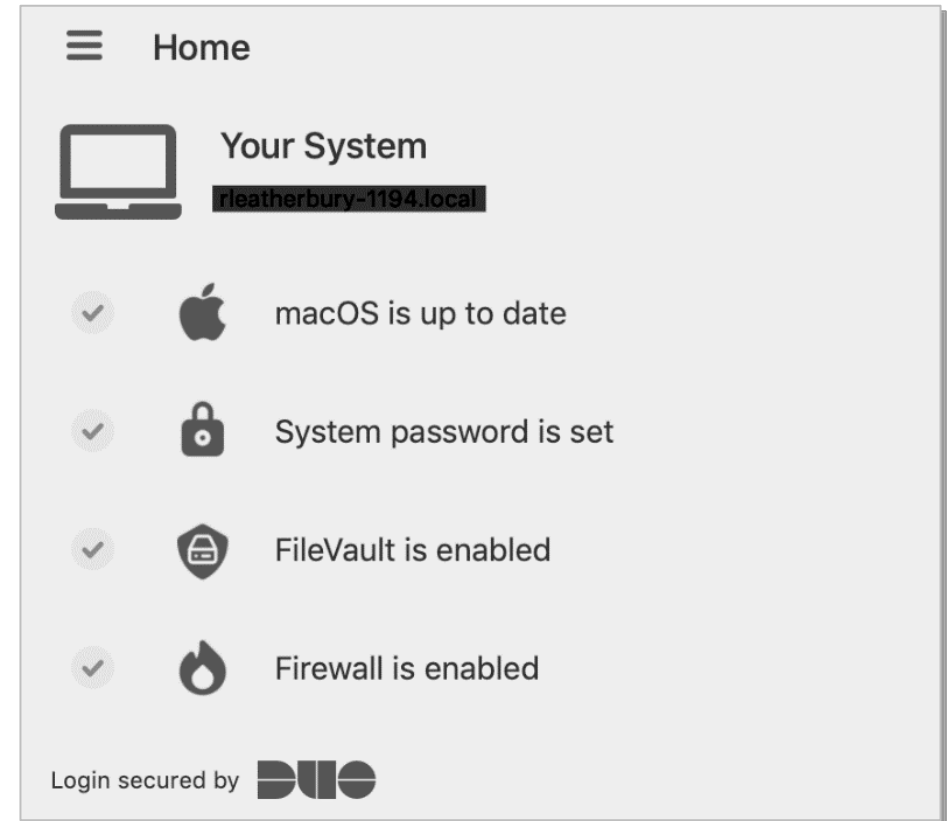 Home
Your System
rleatherbury-1194.local
macOS is up to date
System password is set
FileVault is enabled
Firewall is enabled
Login secured by DUO